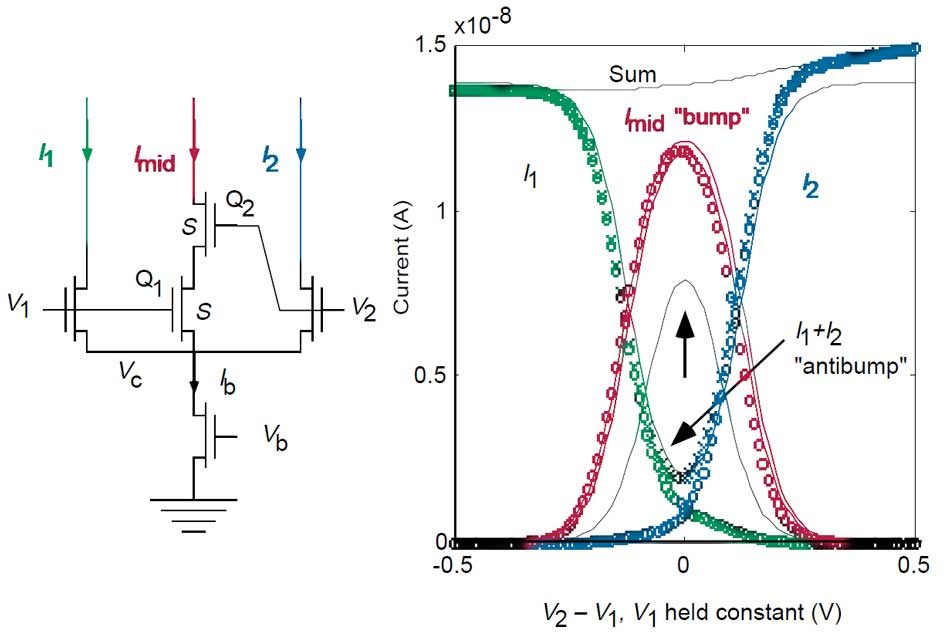 I1
Imid
I2
Q2
S
Q1
S
V1
V2
Vc
Ib
Vb
x10-8
1.5
1
0.5
0
Current (A)
Sum
Imid "bump"
I1
I2
I1+I2
"antibump"
-0.5
0
0.5
V2 – V1, V1 held constant (V)